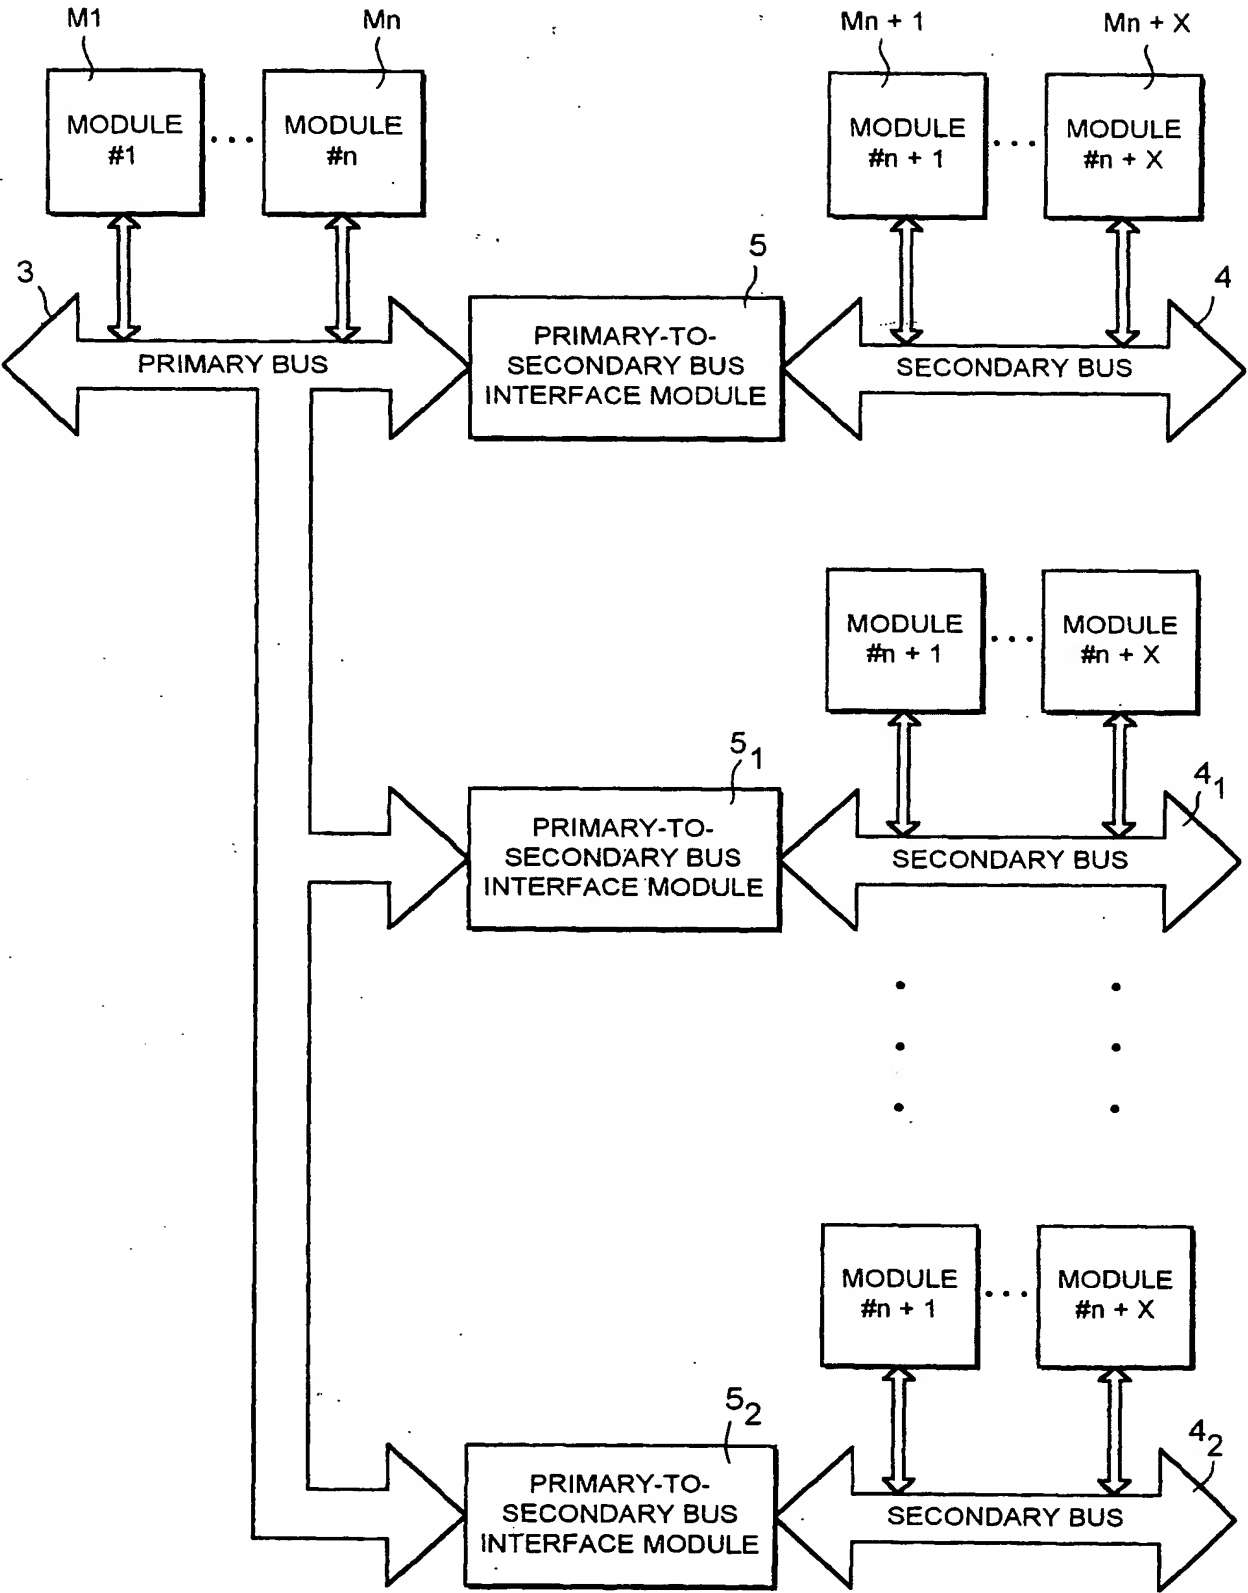 M1
Mn
Mn + 1
Mn + X
MODULE
#1
...
MODULE
#n
MODULE
#n + 1
...
MODULE
#n + X
3
5
4
PRIMARY BUS
PRIMARY-TO-
SECONDARY BUS
INTERFACE MODULE
SECONDARY BUS
MODULE
#n + 1
...
MODULE
#n + X
5₁
4₁
PRIMARY-TO-
SECONDARY BUS
INTERFACE MODULE
SECONDARY BUS
MODULE
#n + 1
...
MODULE
#n + X
5₂
4₂
PRIMARY-TO-
SECONDARY BUS
INTERFACE MODULE
SECONDARY BUS